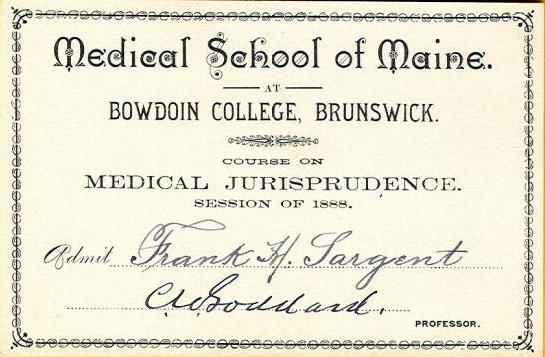 Medical School of Maine.
AT
BOWDOIN COLLEGE, BRUNSWICK.
COURSE ON
MEDICAL JURISPRUDENCE.
SESSION OF 1888.
Admit Frank H. Sargent
Goddard.
PROFESSOR.